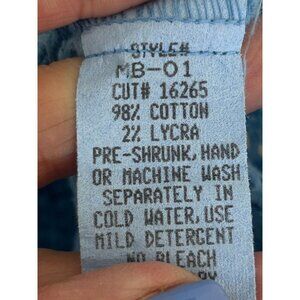 STYLE#
MB-01
CUT# 16265
98% COTTON
2% LYCRA
PRE-SHRUNK, HAND
OR MACHINE WASH
SEPARATELY IN
COLD WATER, USE
MILD DETERGENT
NO BLEACH